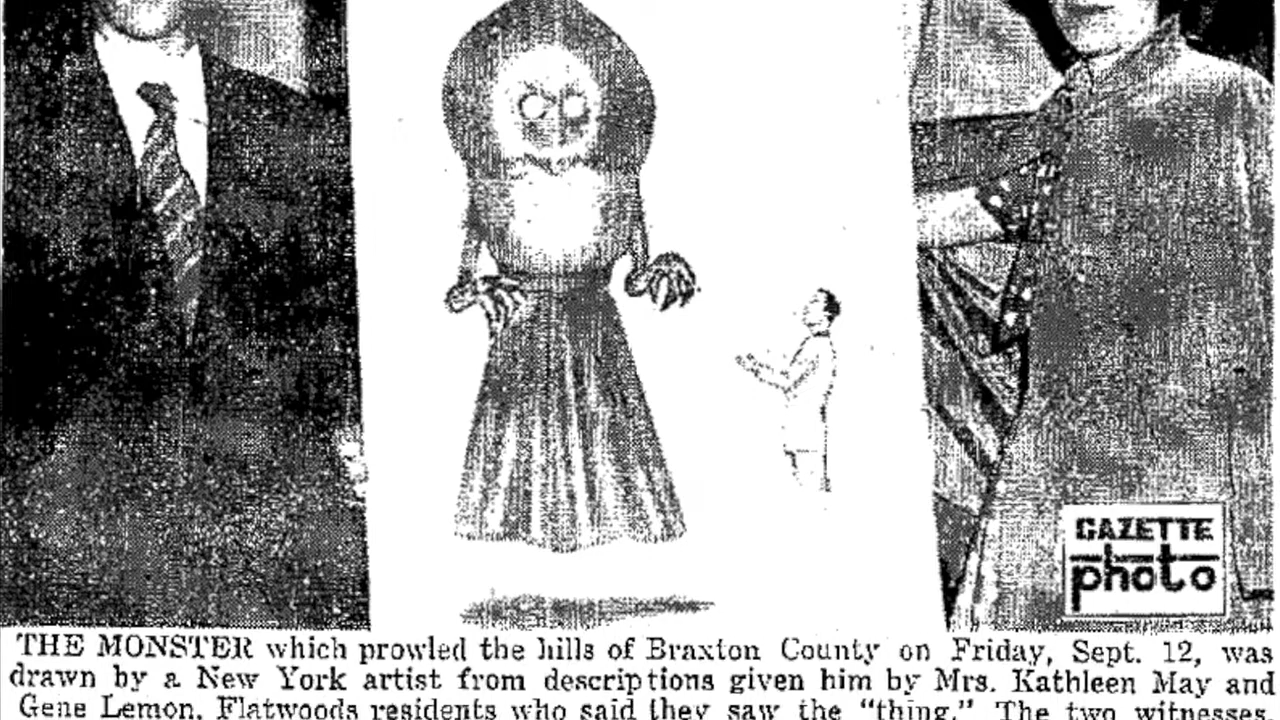 GAZETTE
photo
THE MONSTER which prowled the hills of Braxton County on Friday, Sept. 12, was
drawn by a New York artist from descriptions given him by Mrs. Kathleen May and
Gene Lemon, Flatwoods residents who said they saw the "thing." The two witnesses,